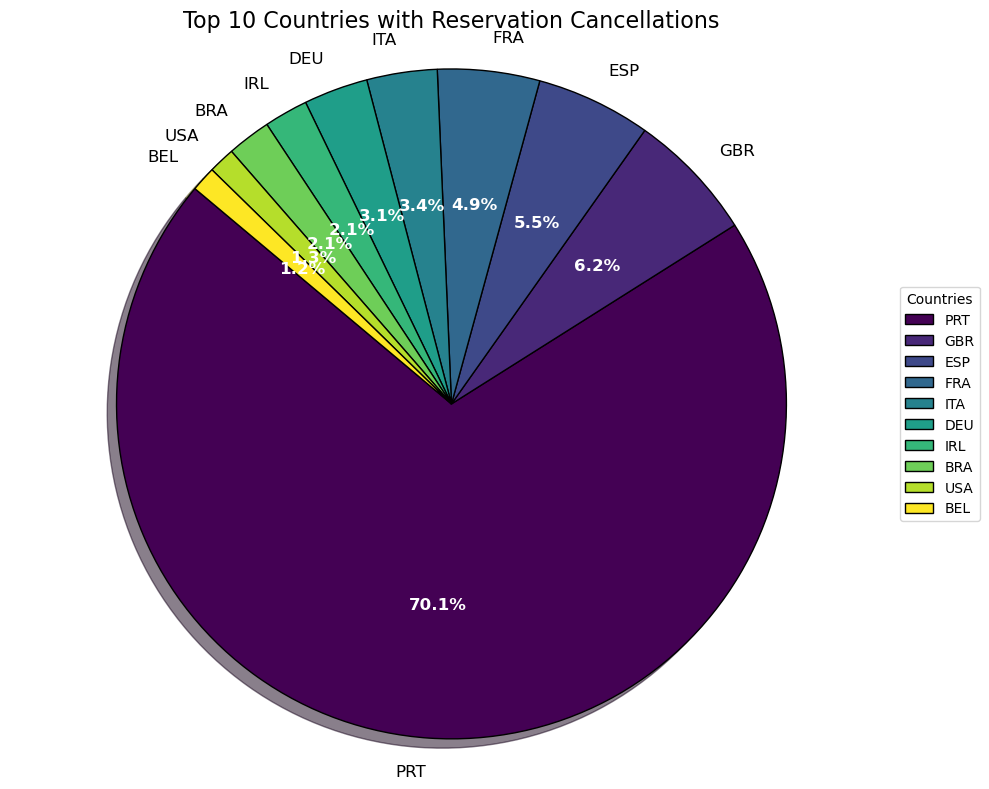 Top 10 Countries with Reservation Cancellations
ITA
FRA
DEU
ESP
IRL
BRA
USA
GBR
BEL
3.4%
4.9%
3.1%
5.5%
2.1%
2.1%
1.3%
6.2%
1.2%
Countries
PRT
GBR
ESP
FRA
ITA
DEU
IRL
BRA
USA
BEL
70.1%
PRT